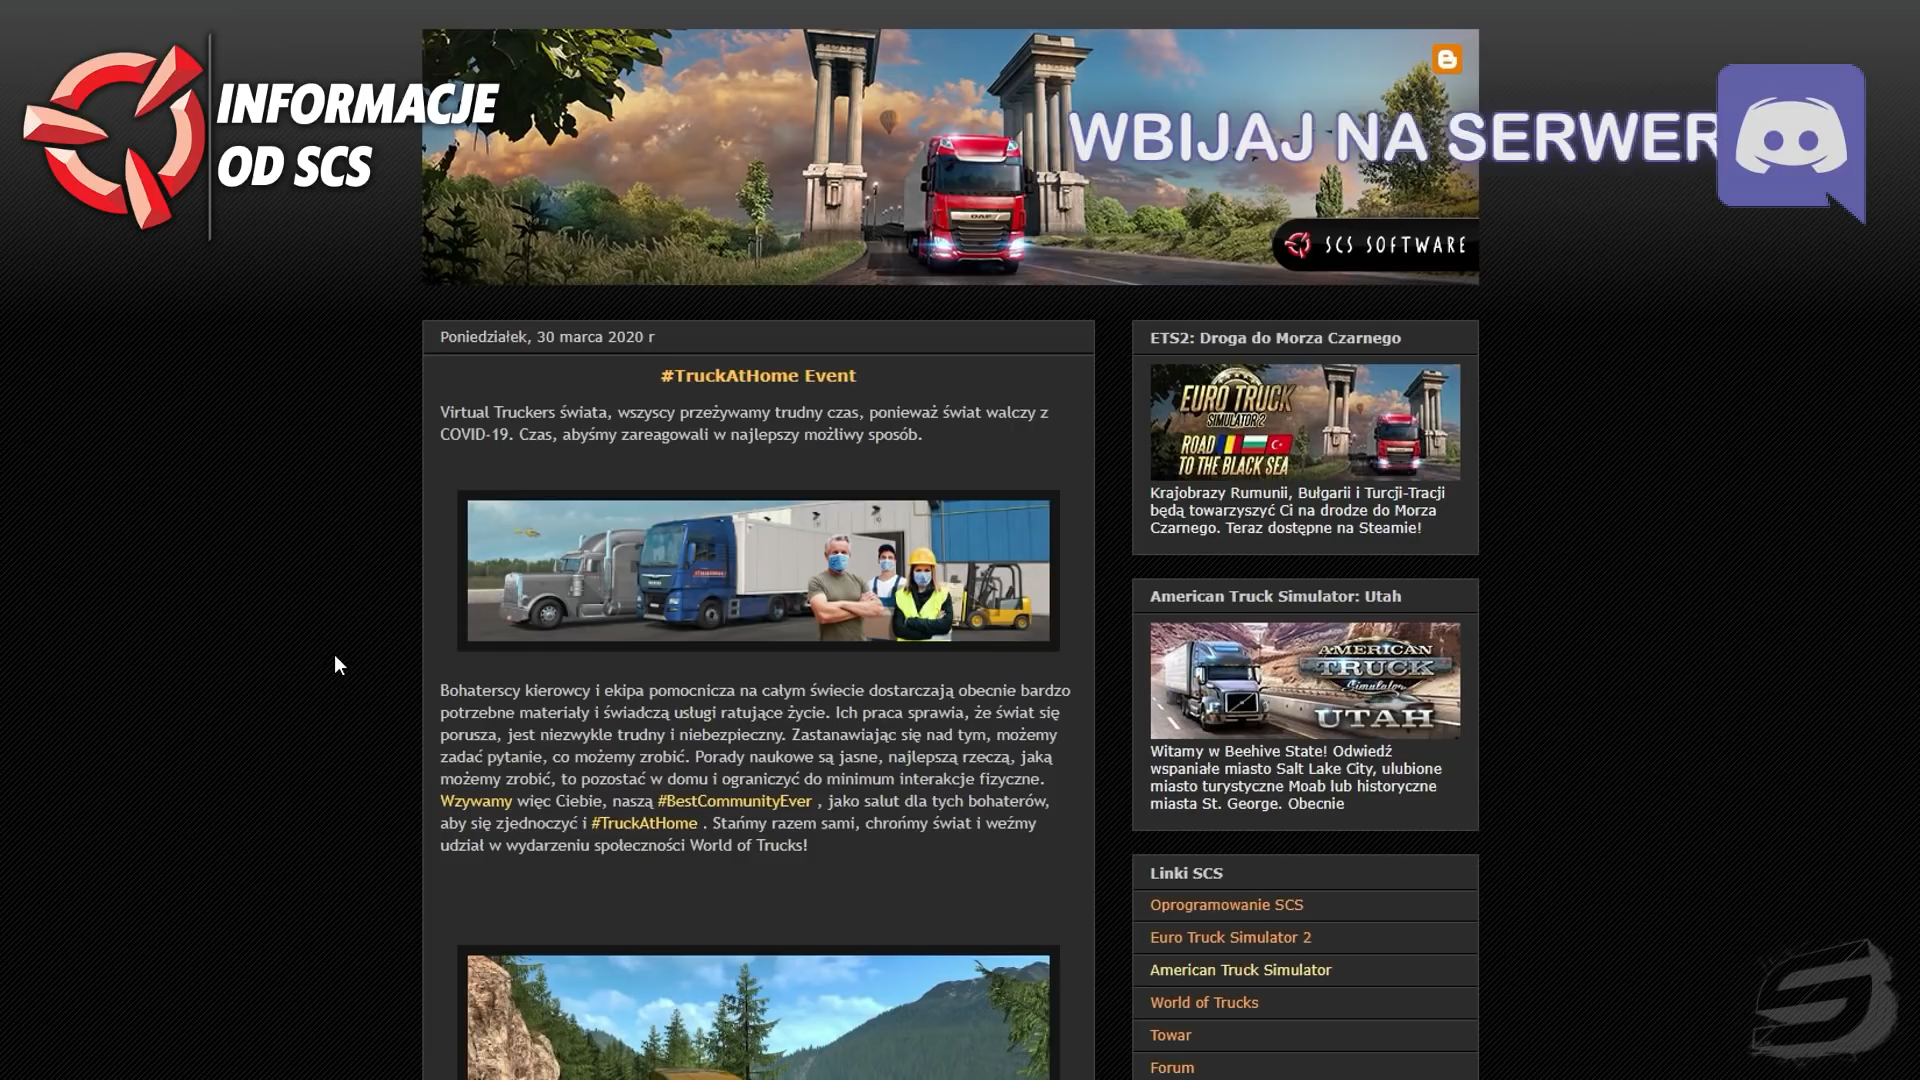 INFORMACJE
OD SCS
WBIJAJ NA SERWER
DAF
SCS SOFTWARE
Poniedziałek, 30 marca 2020 r
#TruckAtHome Event
Virtual Truckers świata, wszyscy przeżywamy trudny czas, ponieważ świat walczy z
COVID-19. Czas, abyśmy zareagowali w najlepszy możliwy sposób.
Bohaterscy kierowcy i ekipa pomocnicza na całym świecie dostarczają obecnie bardzo
potrzebne materiały i świadczą usługi ratujące życie. Ich praca sprawia, że świat się
porusza, jest niezwykle trudny i niebezpieczny. Zastanawiając się nad tym, możemy
zadać pytanie, co możemy zrobić. Porady naukowe są jasne, najlepszą rzeczą, jaką
możemy zrobić, to pozostać w domu i ograniczyć do minimum interakcje fizyczne.
Wzywamy więc Ciebie, naszą #BestCommunityEver , jako salut dla tych bohaterów,
aby się zjednoczyć i #TruckAtHome . Stańmy razem sami, chrońmy świat i weźmy
udział w wydarzeniu społeczności World of Trucks!
ETS2: Droga do Morza Czarnego
EURO TRUCK
SIMULATOR 2
ROAD
TO THE BLACK SEA
Krajobrazy Rumunii, Bułgarii i Turcji-Tracji
będą towarzyszyć Ci na drodze do Morza
Czarnego. Teraz dostępne na Steamie!
American Truck Simulator: Utah
AMERICAN
TRUCK
Simulator
UTAH
Witamy w Beehive State! Odwiedź
wspaniałe miasto Salt Lake City, ulubione
miasto turystyczne Moab lub historyczne
miasta St. George. Obecnie
Linki SCS
Oprogramowanie SCS
Euro Truck Simulator 2
American Truck Simulator
World of Trucks
Towar
Forum